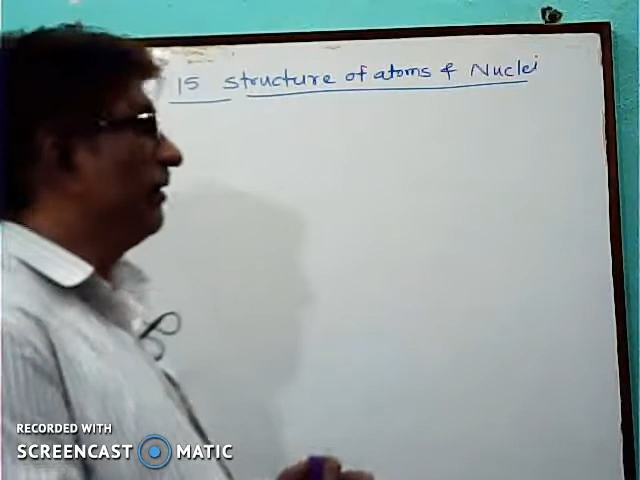 15 structure of atoms & Nuclei
RECORDED WITH
SCREENCAST MATIC